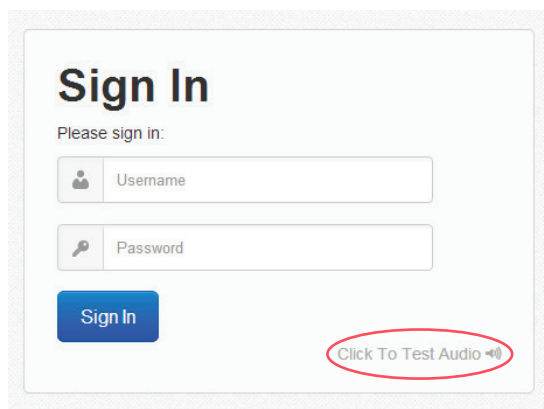 Sign In
Please sign in:
Username
Password
Sign In
Click To Test Audio